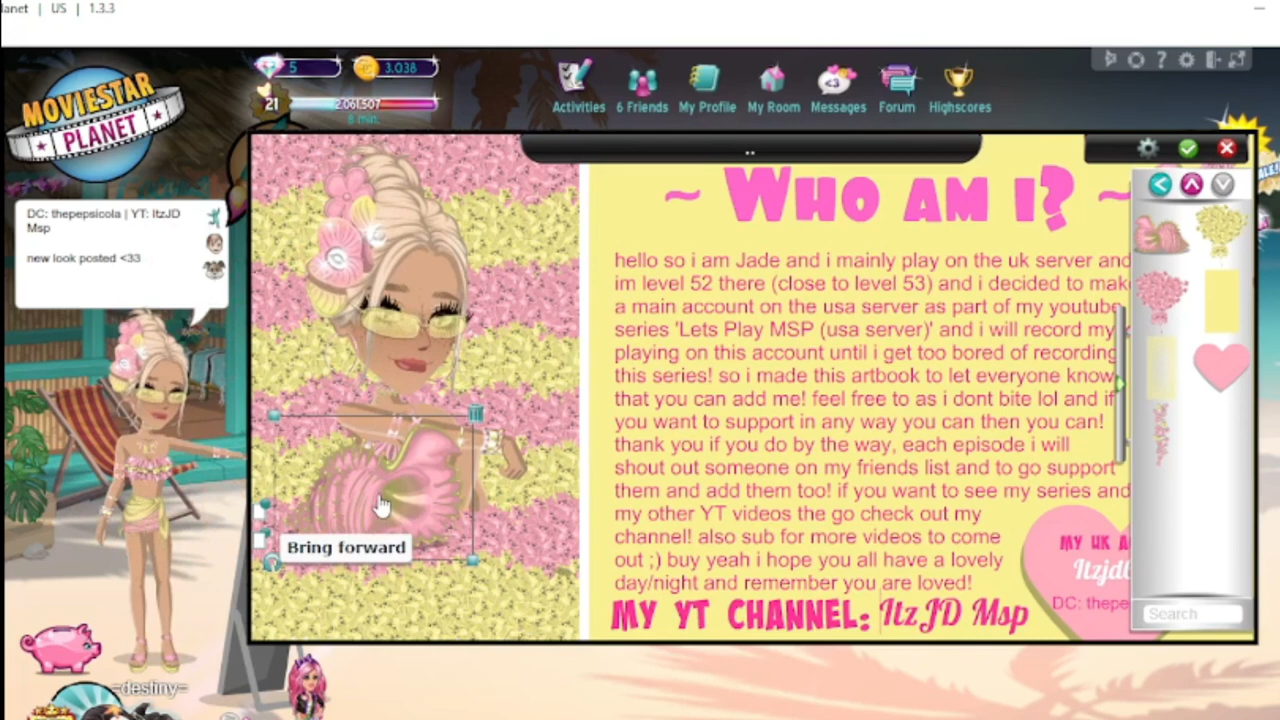 lanet | US | 1.3.3
MOVIESTAR
PLANET
5
3.038
21
2.061.507
8 min.
Activities
6 Friends
My Profile
My Room
Messages
Forum
Highscores
..
DC: thepepsicola | YT: ItzJD
Msp
new look posted <33
~ WHO AM I? ~
hello so i am Jade and i mainly play on the uk server and
im level 52 there (close to level 53) and i decided to mak
a main account on the usa server as part of my youtube
series 'Lets Play MSP (usa server)' and i will record my
playing on this account until i get too bored of recording
this series! so i made this artbook to let everyone know
that you can add me! feel free to as i dont bite lol and if
you want to support in any way you can then you can!
thank you if you do by the way, each episode i will
shout out someone on my friends list and to go support
them and add them too! if you want to see my series and
my other YT videos the go check out my
channel! also sub for more videos to come
out ;) buy yeah i hope you all have a lovely
day/night and remember you are loved!
MY YT CHANNEL: ItzJD Msp
MY UK A
Itzjd
DC: thepe
Bring forward
Search
=destiny=